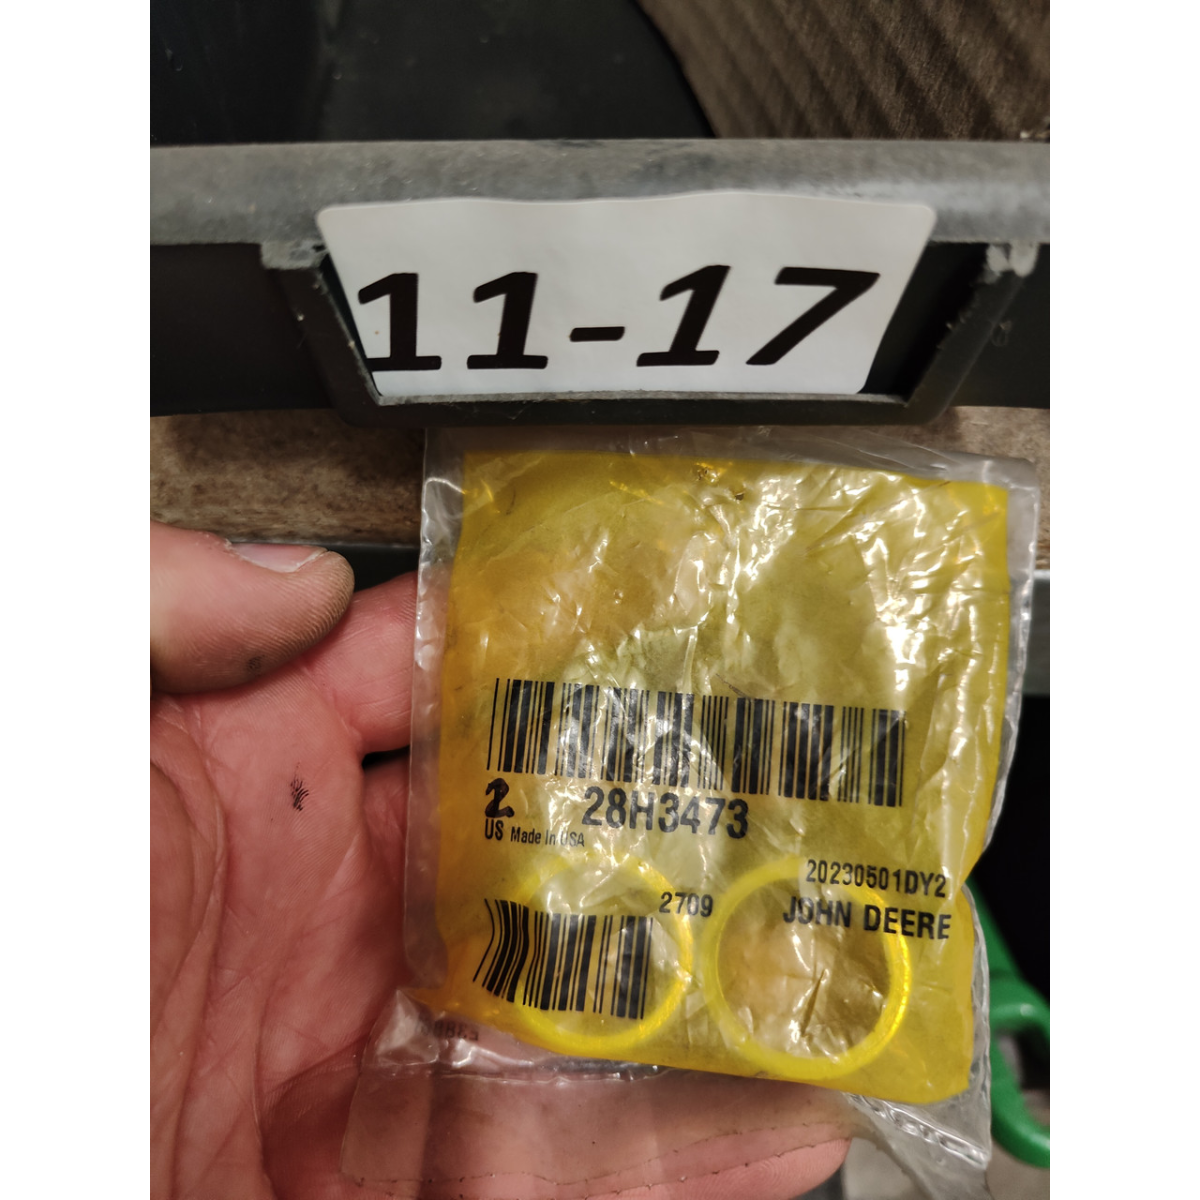 11-17
2 28H3473
US Made In USA
20230501DY2
2709 JOHN DEERE